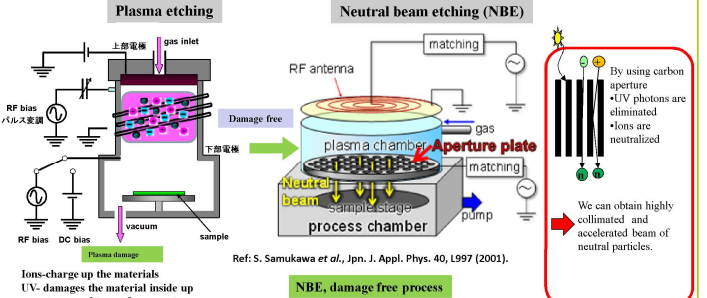 Plasma etching
Neutral beam etching (NBE)
上部電極
gas inlet
RF bias
パルス変調
下部電極
RF bias
DC bias
vacuum
sample
Plasma damage
Ions-charge up the materials
UV- damages the material inside up
Damage free
matching
RF antenna
gas
plasma chamber
Aperture plate
matching
Neutral
beam
sample stage
process chamber
pump
Ref: S. Samukawa et al., Jpn. J. Appl. Phys. 40, L997 (2001).
NBE, damage free process
-
+
n
n
By using carbon
aperture
•UV photons are
eliminated
•Ions are
neutralized
We can obtain highly
collimated and
accelerated beam of
neutral particles.